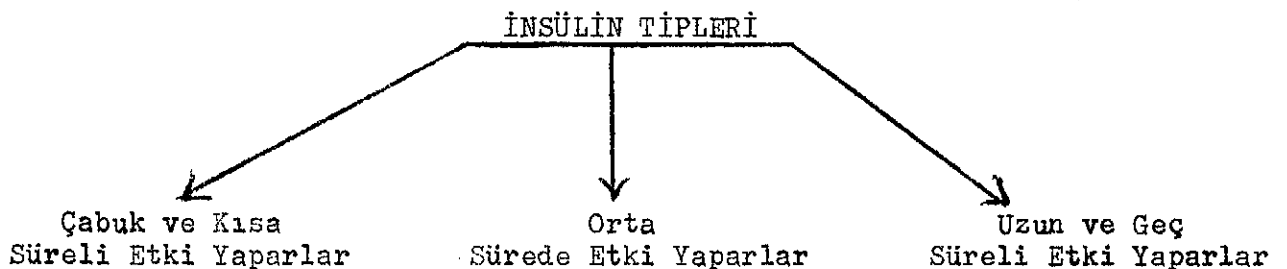 İNSÜLİN TİPLERİ
Çabuk ve Kısa
Süreli Etki Yaparlar
Orta
Sürede Etki Yaparlar
Uzun ve Geç
Süreli Etki Yaparlar